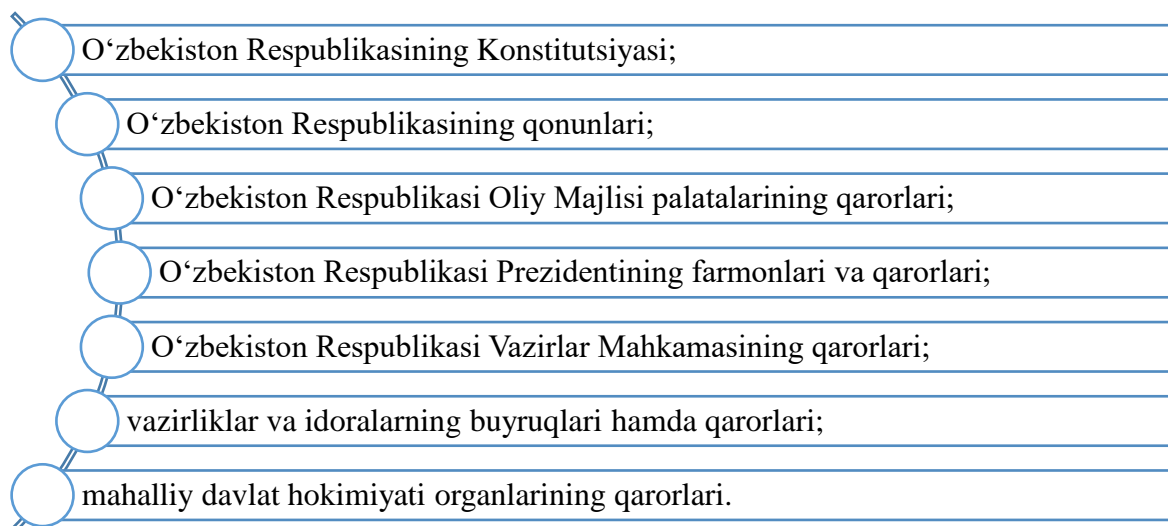 O‘zbekiston Respublikasining Konstitutsiyasi;
O‘zbekiston Respublikasining qonunlari;
O‘zbekiston Respublikasi Oliy Majlisi palatalarining qarorlari;
O‘zbekiston Respublikasi Prezidentining farmonlari va qarorlari;
O‘zbekiston Respublikasi Vazirlar Mahkamasining qarorlari;
vazirliklar va idoralarning buyruqlari hamda qarorlari;
mahalliy davlat hokimiyati organlarining qarorlari.